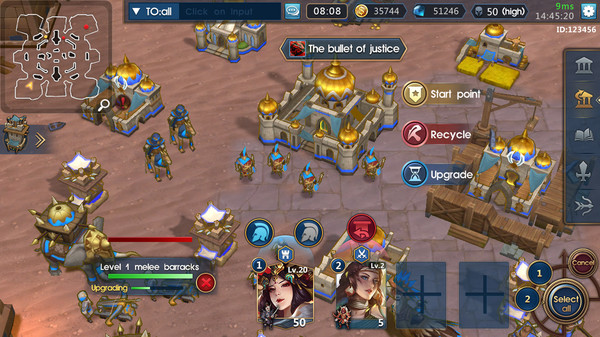 ▼ TO:all Click on input
08:08
35744
51246
50 (high)
9ms
14:45:20
ID:123456
The bullet of justice
Start point
Recycle
Upgrade
Level 1 melee barracks
Upgrading
1
Lv.20
50
2
Lv.2
5
Cancel
1
2
Select
all